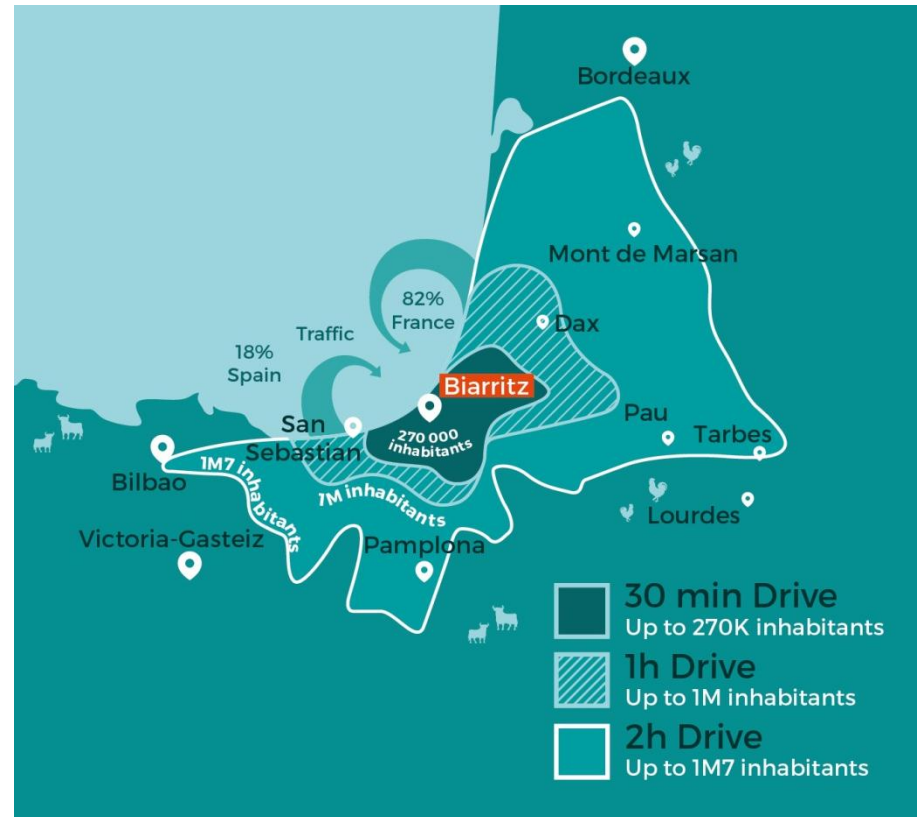 Bordeaux
Mont de Marsan
82%
France
Dax
Traffic
18%
Spain
Biarritz
San
Sebastian
270 000
inhabitants
Pau
Tarbes
Bilbao
1M7 inhabitants
1M inhabitants
Lourdes
Victoria-Gasteiz
Pamplona
30 min Drive
Up to 270K inhabitants
1h Drive
Up to 1M inhabitants
2h Drive
Up to 1M7 inhabitants